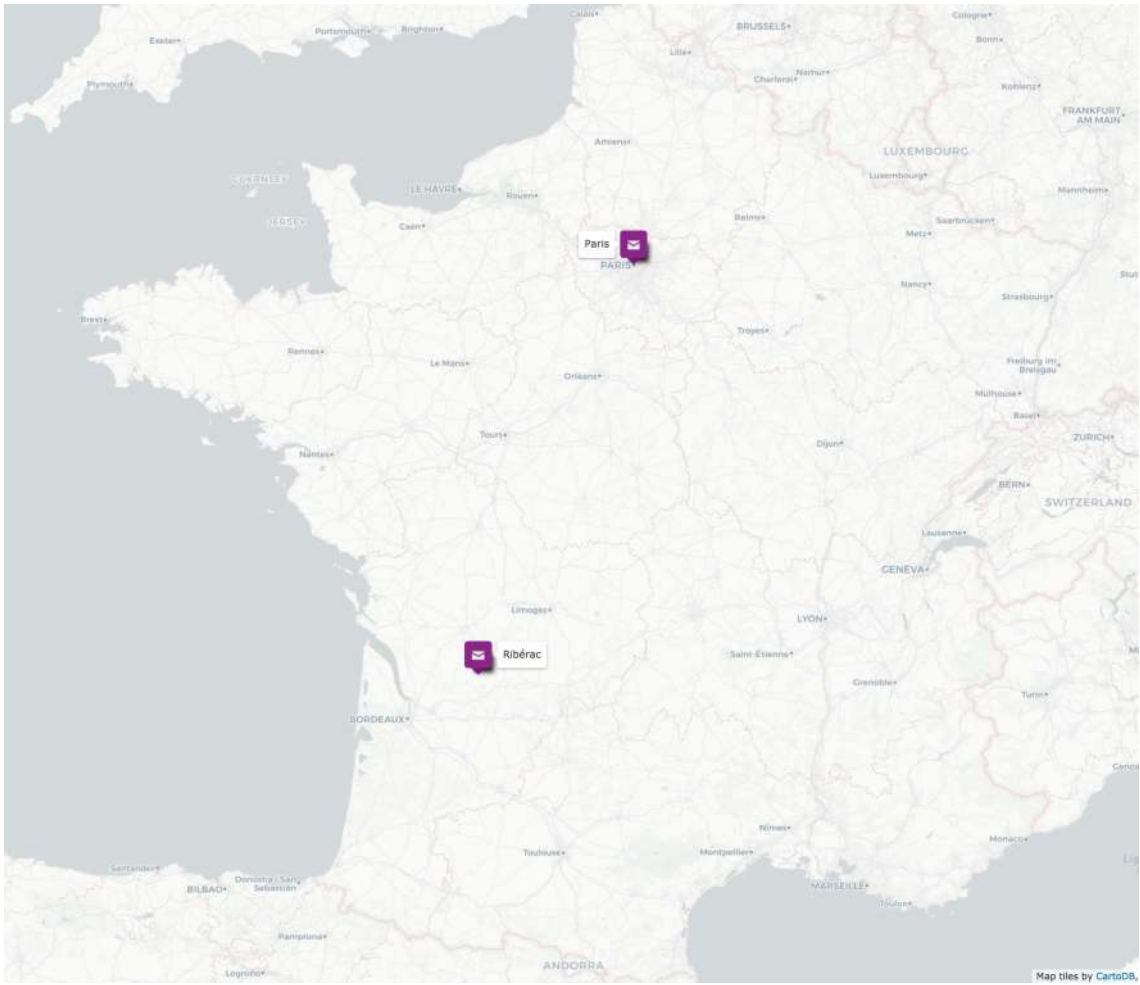 Calais
BRUSSELS
Cologne
Exeter
Portsmouth
Brighton
Bonn
Lille
Plymouth
Charleroi
Namur
Koblenz
FRANKFURT
AM MAIN
Amiens
LUXEMBOURG
GUERNSEY
LE HAVRE
Rouen
Luxembourg
Mannheim
JERSEY
Caen
Reims
Saarbrücken
Metz
Paris
PARIS
Nancy
Strasbourg
Stut
Brest
Troyes
Rennes
Le Mans
Orléans
Freiburg im
Breisgau
Mulhouse
Basel
Tours
Dijon
ZURICH
Nantes
BERN
SWITZERLAND
Lausanne
GENEVA
Limoges
LYON
Ribérac
Saint-Étienne
Mi
Grenoble
Turin
BORDEAUX
Genoa
Nîmes
Monaco
Toulouse
Montpellier
Lig
Santander
BILBAO
Donostia / San
Sebastián
MARSEILLE
Toulon
Pamplona
ANDORRA
Logroño
Map tiles by CartoDB,